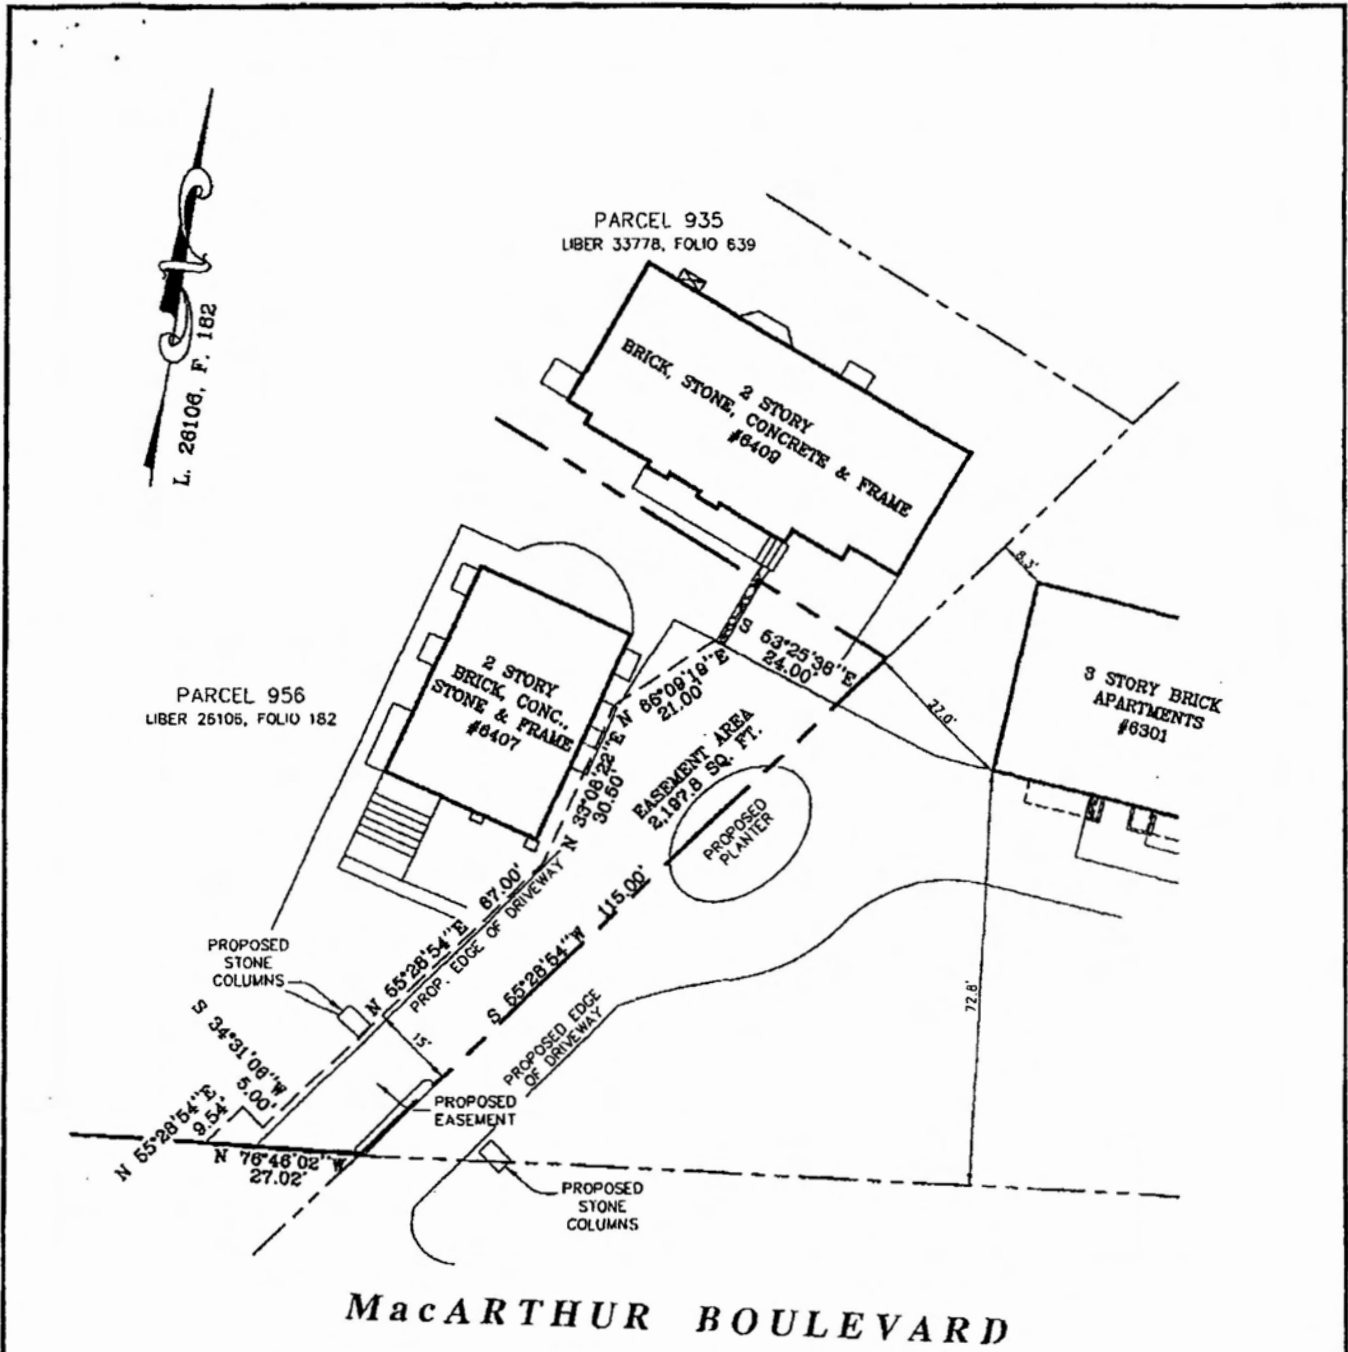 PARCEL 935
LIBER 33778, FOLIO 639
L. 26106, F. 182
2 STORY
BRICK, STONE, CONCRETE & FRAME
#6409
8.3'
S 63°25'38"E
24.00'
2 STORY
BRICK, CONC.,
STONE & FRAME
#6407
N 66°09'19"E
21.00'
3 STORY BRICK
APARTMENTS
#6301
PARCEL 956
LIBER 26106, FOLIO 182
27.0'
EASEMENT AREA
2,197.8 SQ. FT.
N 33°08'22"E
30.50'
PROPOSED
PLANTER
N 55°28'54"E 67.00'
PROP. EDGE OF DRIVEWAY
S 55°28'54"W 115.00'
PROPOSED
STONE
COLUMNS
S 34°31'06"W
5.00'
15'
PROPOSED EDGE
OF DRIVEWAY
72.8'
PROPOSED
EASEMENT
N 55°28'54"E
9.54'
N 76°46'02"W
27.02'
PROPOSED
STONE
COLUMNS
MacARTHUR BOULEVARD